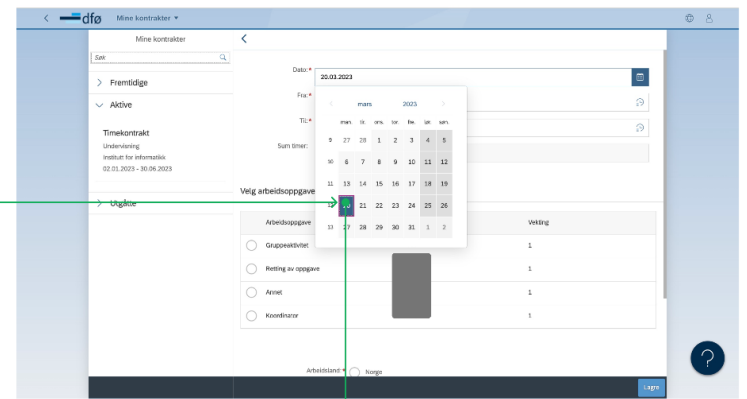 dfø Mine kontrakter
Mine kontrakter
Søk
Fremtidige
Aktive
Timekontrakt
Undervisning
Institutt for informatikk
02.01.2023 - 30.06.2023
Utgåtte
Dato:* 20.03.2023
Fra:*
Til:*
Sum timer:
mars 2023
man. tir. ons. tor. fre. lør. søn.
9 27 28 1 2 3 4 5
10 6 7 8 9 10 11 12
11 13 14 15 16 17 18 19
12 20 21 22 23 24 25 26
13 27 28 29 30 31 1 2
Velg arbeidsoppgave
Arbeidsoppgave Vekting
Gruppeaktivitet 1
Retting av oppgave 1
Annet 1
Koordinator 1
Arbeidsland * Norge
?
Lagre